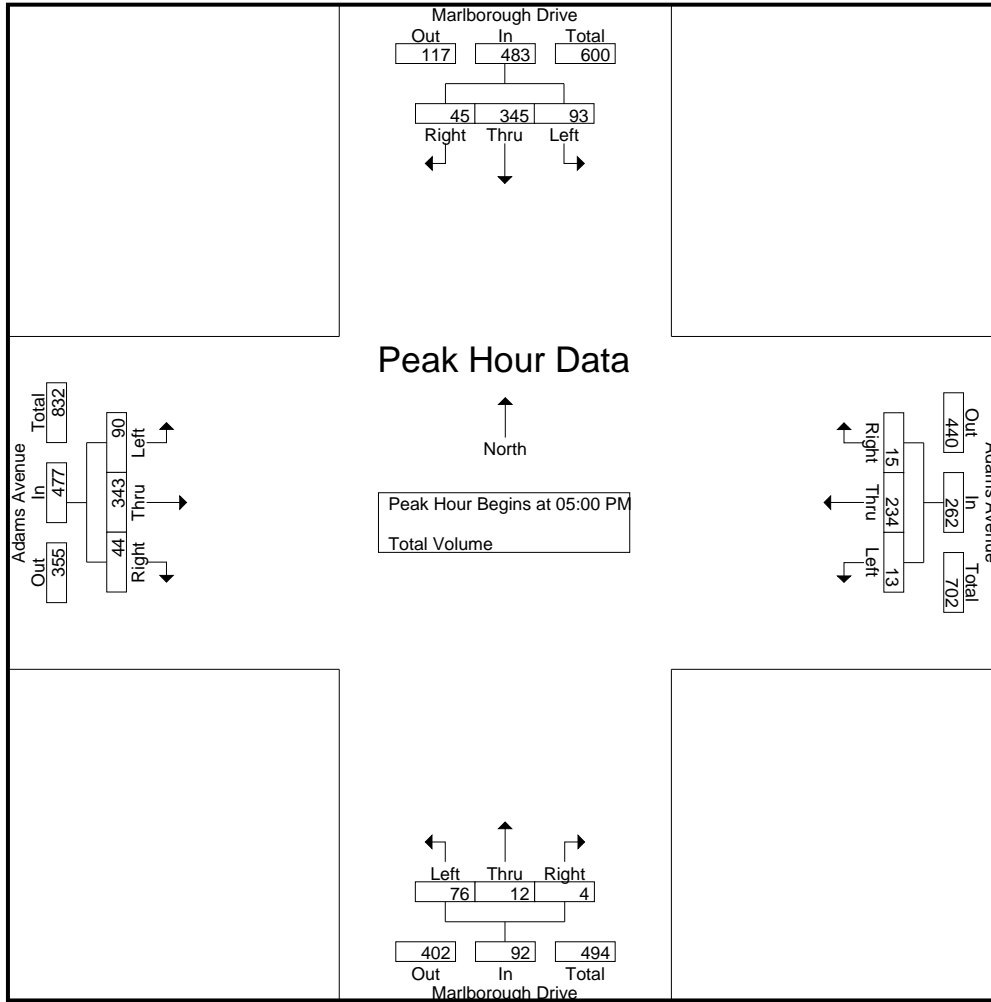 Marlborough Drive
Out In Total
117 483 600
45 345 93
Right Thru Left
Peak Hour Data
North
Peak Hour Begins at 05:00 PM
Total Volume
Adams Avenue
Out In Total
355 477 832
44 343 90
Right Thru Left
Adams Avenue
Out In Total
440 262 702
15 234 13
Right Thru Left
Left Thru Right
76 12 4
402 92 494
Out In Total
Marlborough Drive